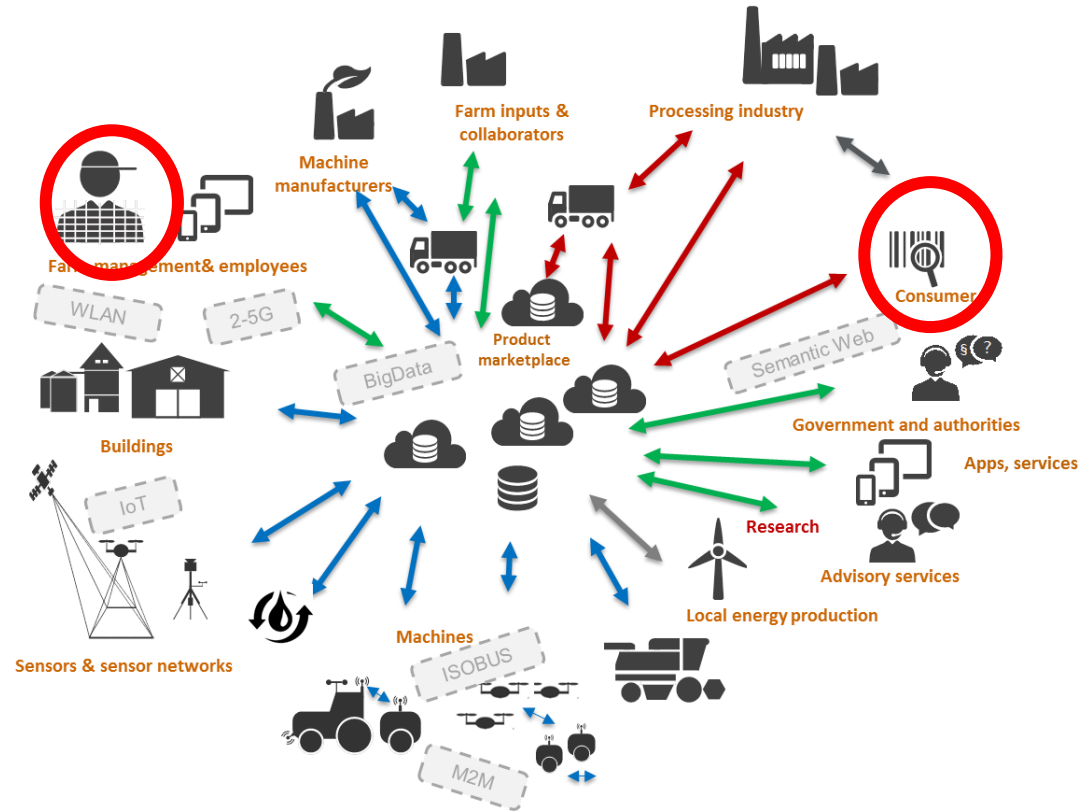 Farm inputs &
collaborators
Processing industry
Machine
manufacturers
Farm management& employees
WLAN
2-5G
Consumer
Product
marketplace
BigData
Semantic Web
§ ?
Government and authorities
Buildings
Apps, services
IoT
Research
Advisory services
Local energy production
Machines
Sensors & sensor networks
ISOBUS
M2M